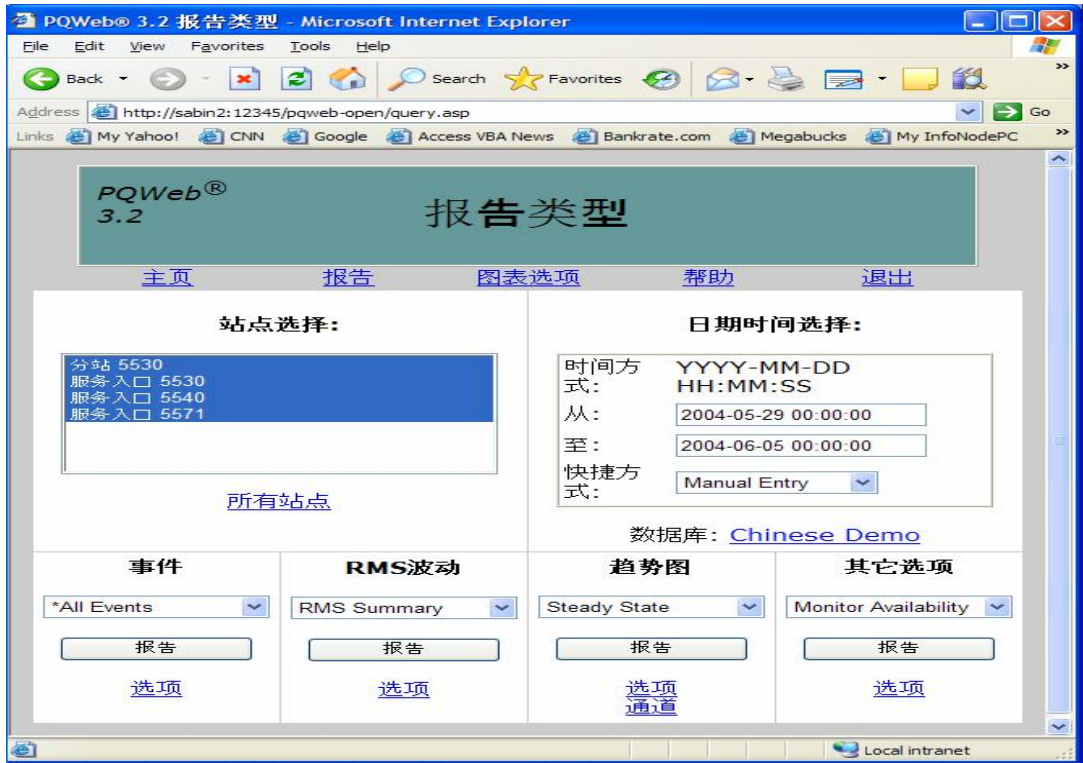 PQWeb® 3.2 报告类型 - Microsoft Internet Explorer
File Edit View Favorites Tools Help
Back Search Favorites
Address http://sabin2:12345/pqweb-open/query.asp Go
Links My Yahoo! CNN Google Access VBA News Bankrate.com Megabucks My InfoNodePC
PQWeb®
3.2
报告类型
主页 报告 图表选项 帮助 退出
站点选择:
分站 5530
服务入口 5530
服务入口 5540
服务入口 5571
所有站点
日期时间选择:
时间方式: YYYY-MM-DD
HH:MM:SS
从: 2004-05-29 00:00:00
至: 2004-06-05 00:00:00
快捷方式: Manual Entry
数据库: Chinese Demo
事件 RMS波动 趋势图 其它选项
*All Events RMS Summary Steady State Monitor Availability
报告 报告 报告 报告
选项 选项 选项 选项
通道
Local intranet